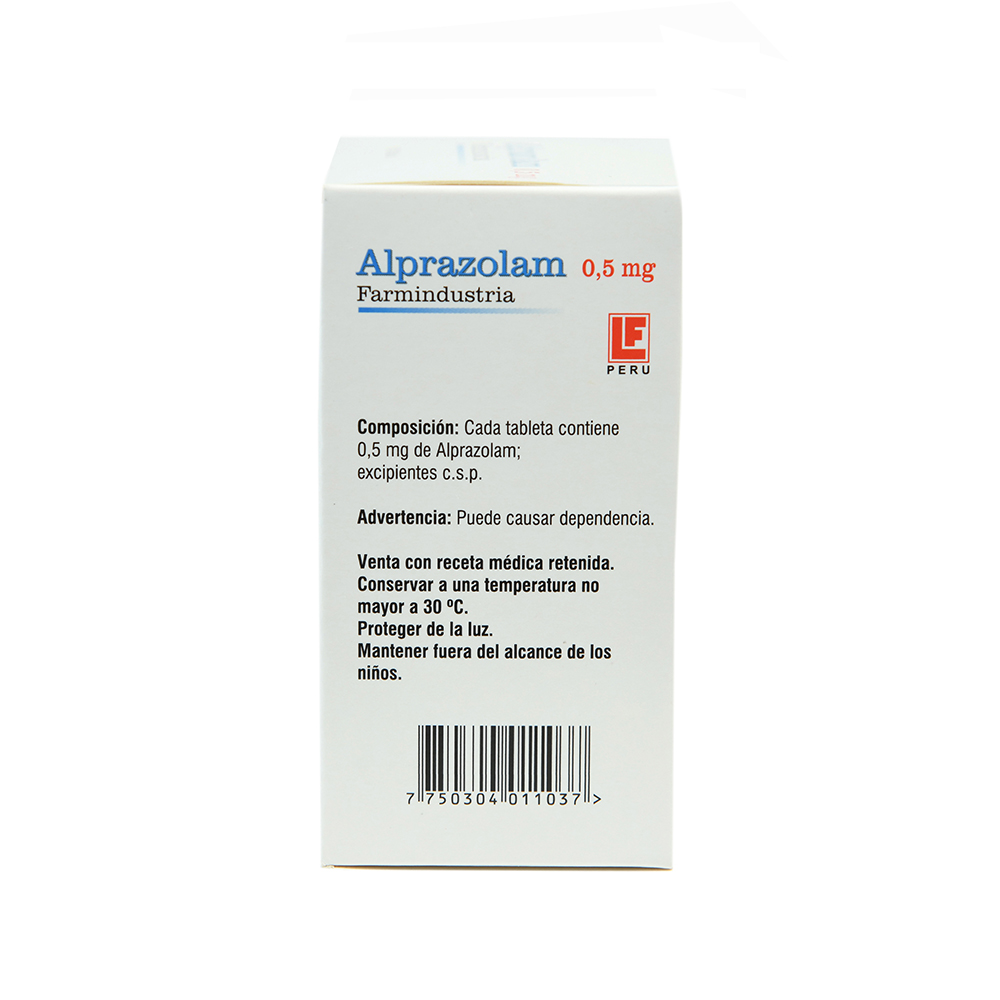 Alprazolam 0,5 mg
Farmindustria
LF
PERU
Composición: Cada tableta contiene
0,5 mg de Alprazolam;
excipientes c.s.p.
Advertencia: Puede causar dependencia.
Venta con receta médica retenida.
Conservar a una temperatura no
mayor a 30 ºC.
Proteger de la luz.
Mantener fuera del alcance de los
niños.
7 750304 011037 >